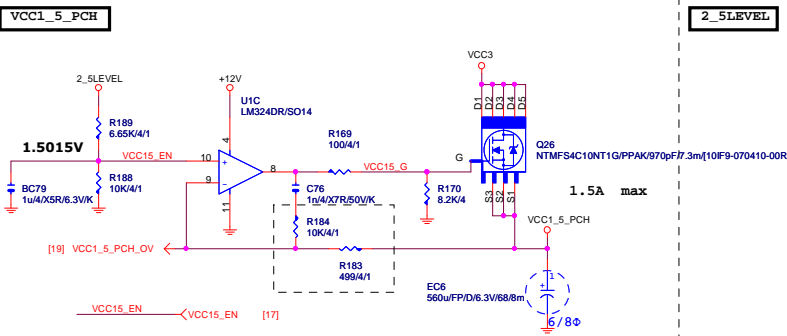 VCC1_5_PCH
2_5LEVEL
VCC3
2_5LEVEL
+12V
U1C
LM324DR/SO14
D1
D2
D3
D4
D5
R189
6.65K/4/1
1.5015V
VCC15_EN
4
10
9
8
11
+
-
R169
100/4/1
VCC15_G
G
Q26
NTMFS4C10NT1G/PPAK/970pF/7.3m/[10IF9-070410-00R
BC79
1u/4/X5R/6.3V/K
R188
10K/4/1
C76
1n/4/X7R/50V/K
R170
8.2K/4
S3
S2
S1
1.5A max
VCC1_5_PCH
R184
10K/4/1
[19] VCC1_5_PCH_OV
R183
499/4/1
EC6
560u/FP/D/6.3V/68/8m
1
+
6/8Φ
VCC15_EN
VCC15_EN [17]